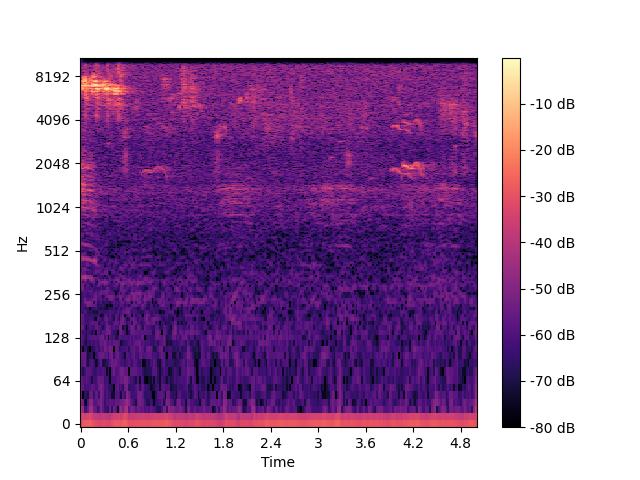 8192
4096
2048
1024
512
256
128
64
0
Hz
0 0.6 1.2 1.8 2.4 3 3.6 4.2 4.8
Time
-10 dB
-20 dB
-30 dB
-40 dB
-50 dB
-60 dB
-70 dB
-80 dB